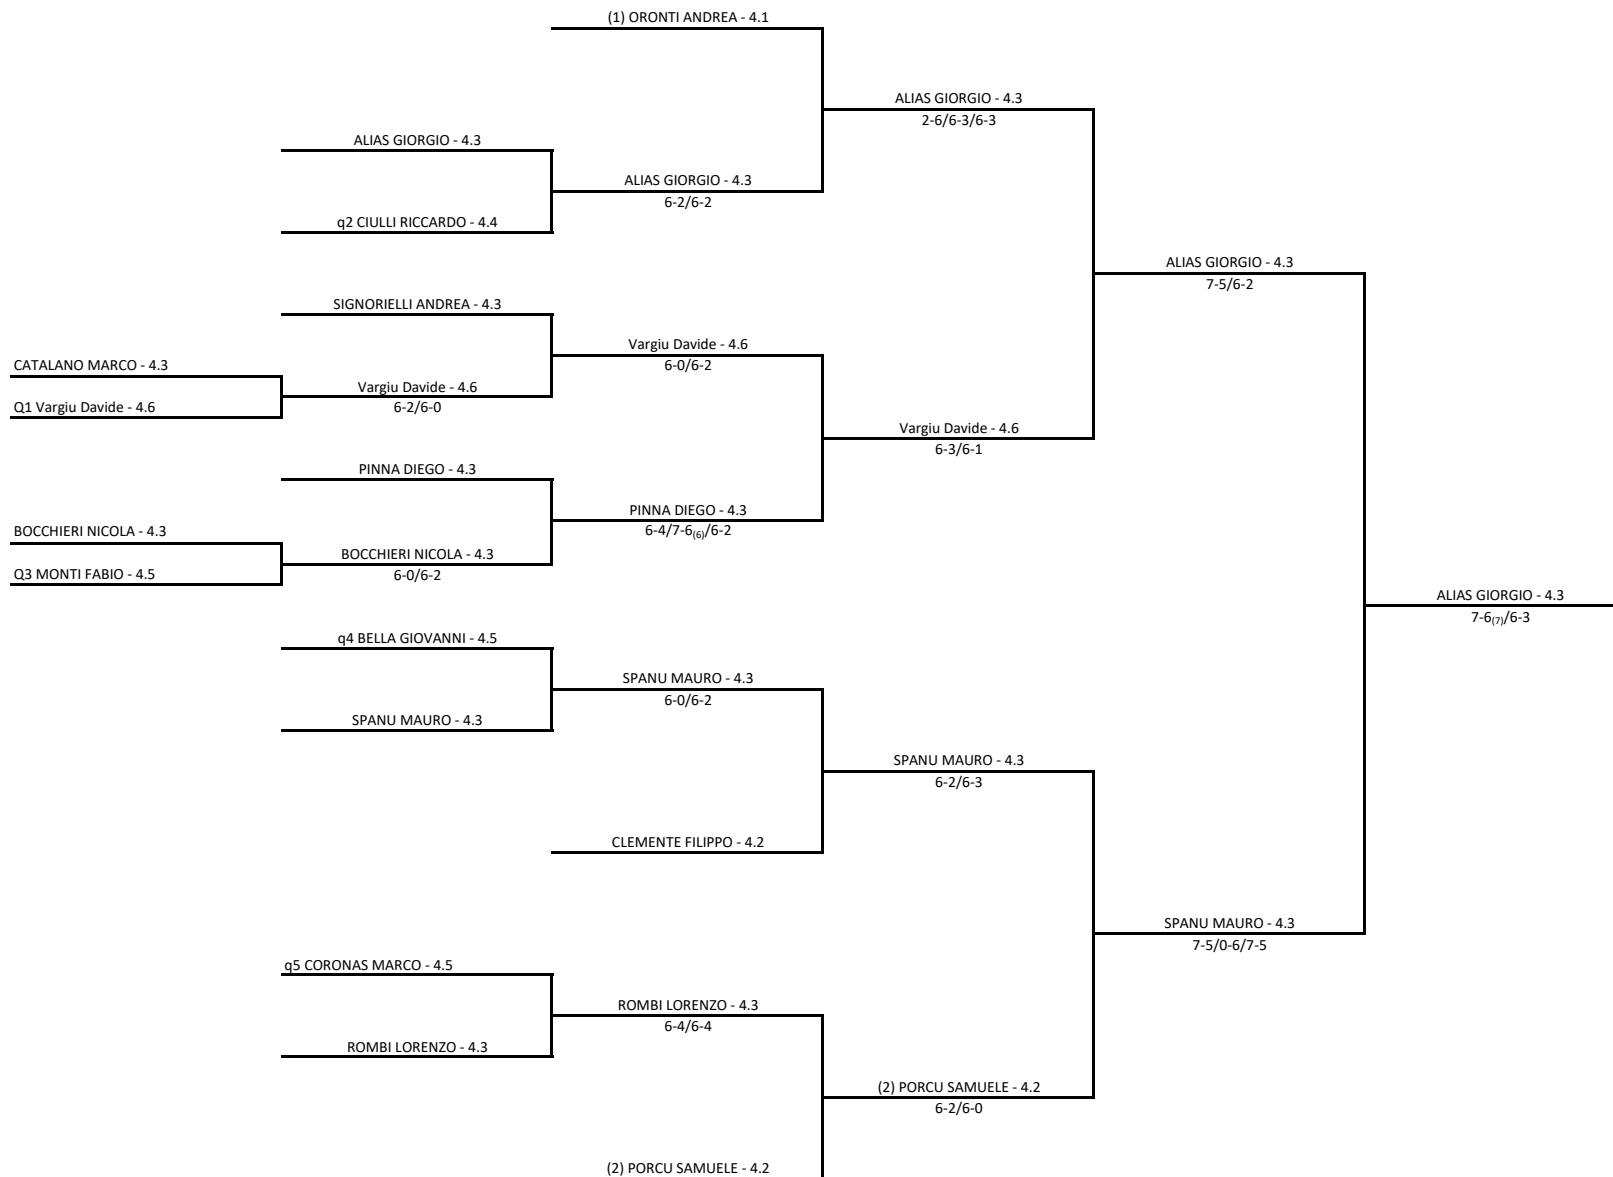 (1) ORONTI ANDREA - 4.1
ALIAS GIORGIO - 4.3
2-6/6-3/6-3
ALIAS GIORGIO - 4.3
ALIAS GIORGIO - 4.3
6-2/6-2
q2 CIULLI RICCARDO - 4.4
ALIAS GIORGIO - 4.3
7-5/6-2
SIGNORIELLI ANDREA - 4.3
Vargiu Davide - 4.6
6-0/6-2
CATALANO MARCO - 4.3
Vargiu Davide - 4.6
6-2/6-0
Q1 Vargiu Davide - 4.6
Vargiu Davide - 4.6
6-3/6-1
PINNA DIEGO - 4.3
PINNA DIEGO - 4.3
6-4/7-6(6)/6-2
BOCCHIERI NICOLA - 4.3
BOCCHIERI NICOLA - 4.3
6-0/6-2
Q3 MONTI FABIO - 4.5
ALIAS GIORGIO - 4.3
7-6(7)/6-3
q4 BELLA GIOVANNI - 4.5
SPANU MAURO - 4.3
6-0/6-2
SPANU MAURO - 4.3
SPANU MAURO - 4.3
6-2/6-3
CLEMENTE FILIPPO - 4.2
SPANU MAURO - 4.3
7-5/0-6/7-5
q5 CORONAS MARCO - 4.5
ROMBI LORENZO - 4.3
6-4/6-4
ROMBI LORENZO - 4.3
(2) PORCU SAMUELE - 4.2
6-2/6-0
(2) PORCU SAMUELE - 4.2